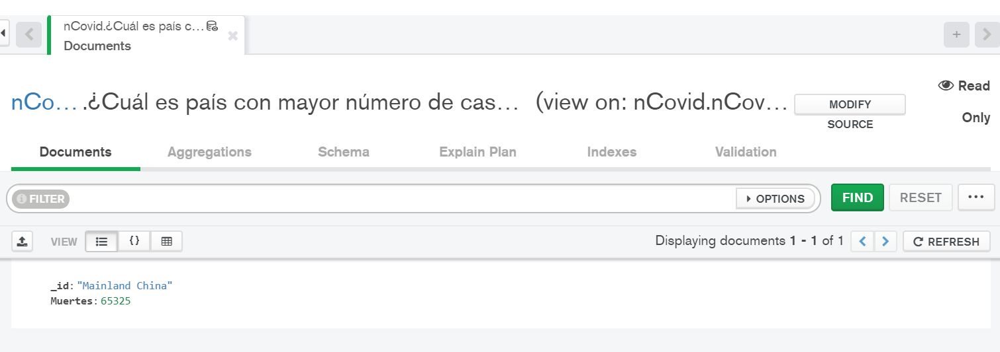 nCovid.¿Cuál es país c...
Documents
nCo... .¿Cuál es país con mayor número de cas... (view on: nCovid.nCov... MODIFY SOURCE Read Only
Documents Aggregations Schema Explain Plan Indexes Validation
FILTER OPTIONS FIND RESET ...
VIEW {} Displaying documents 1 - 1 of 1 REFRESH
_id: "Mainland China"
Muertes: 65325